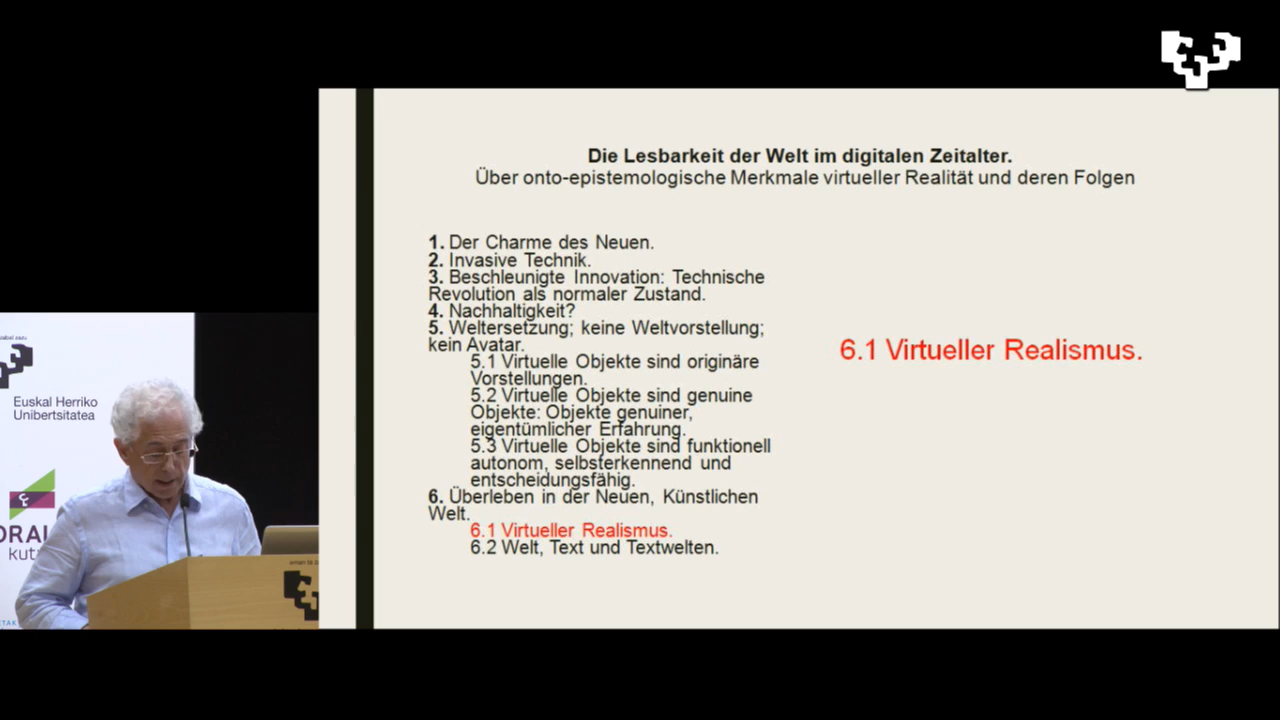 Die Lesbarkeit der Welt im digitalen Zeitalter.
Über onto-epistemologische Merkmale virtueller Realität und deren Folgen
1. Der Charme des Neuen.
2. Invasive Technik.
3. Beschleunigte Innovation: Technische
Revolution als normaler Zustand.
4. Nachhaltigkeit?
5. Weltersetzung; keine Weltvorstellung;
kein Avatar.
5.1 Virtuelle Objekte sind originäre
Vorstellungen.
5.2 Virtuelle Objekte sind genuine
Objekte: Objekte genuiner,
eigentümlicher Erfahrung.
5.3 Virtuelle Objekte sind funktionell
autonom, selbsterkennend und
entscheidungsfähig.
6. Überleben in der Neuen, Künstlichen
Welt.
6.1 Virtueller Realismus.
6.2 Welt, Text und Textwelten.
6.1 Virtueller Realismus.
Euskal Herriko
Unibertsitatea